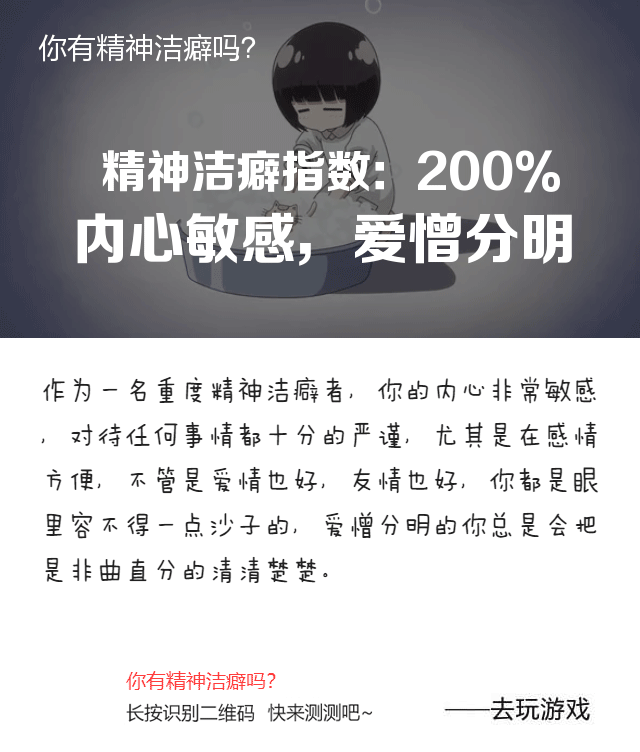 你有精神洁癖吗?
精神洁癖指数: 200%
内心敏感，爱憎分明
作为一名重度精神洁癖者，你的内心非常敏感
，对待任何事情都十分的严谨，尤其是在感情
方便，不管是爱情也好，友情也好，你都是眼
里容不得一点沙子的，爱憎分明的你总是会把
是非曲直分的清清楚楚。
你有精神洁癖吗?
长按识别二维码 快来测测吧~
——去玩游戏